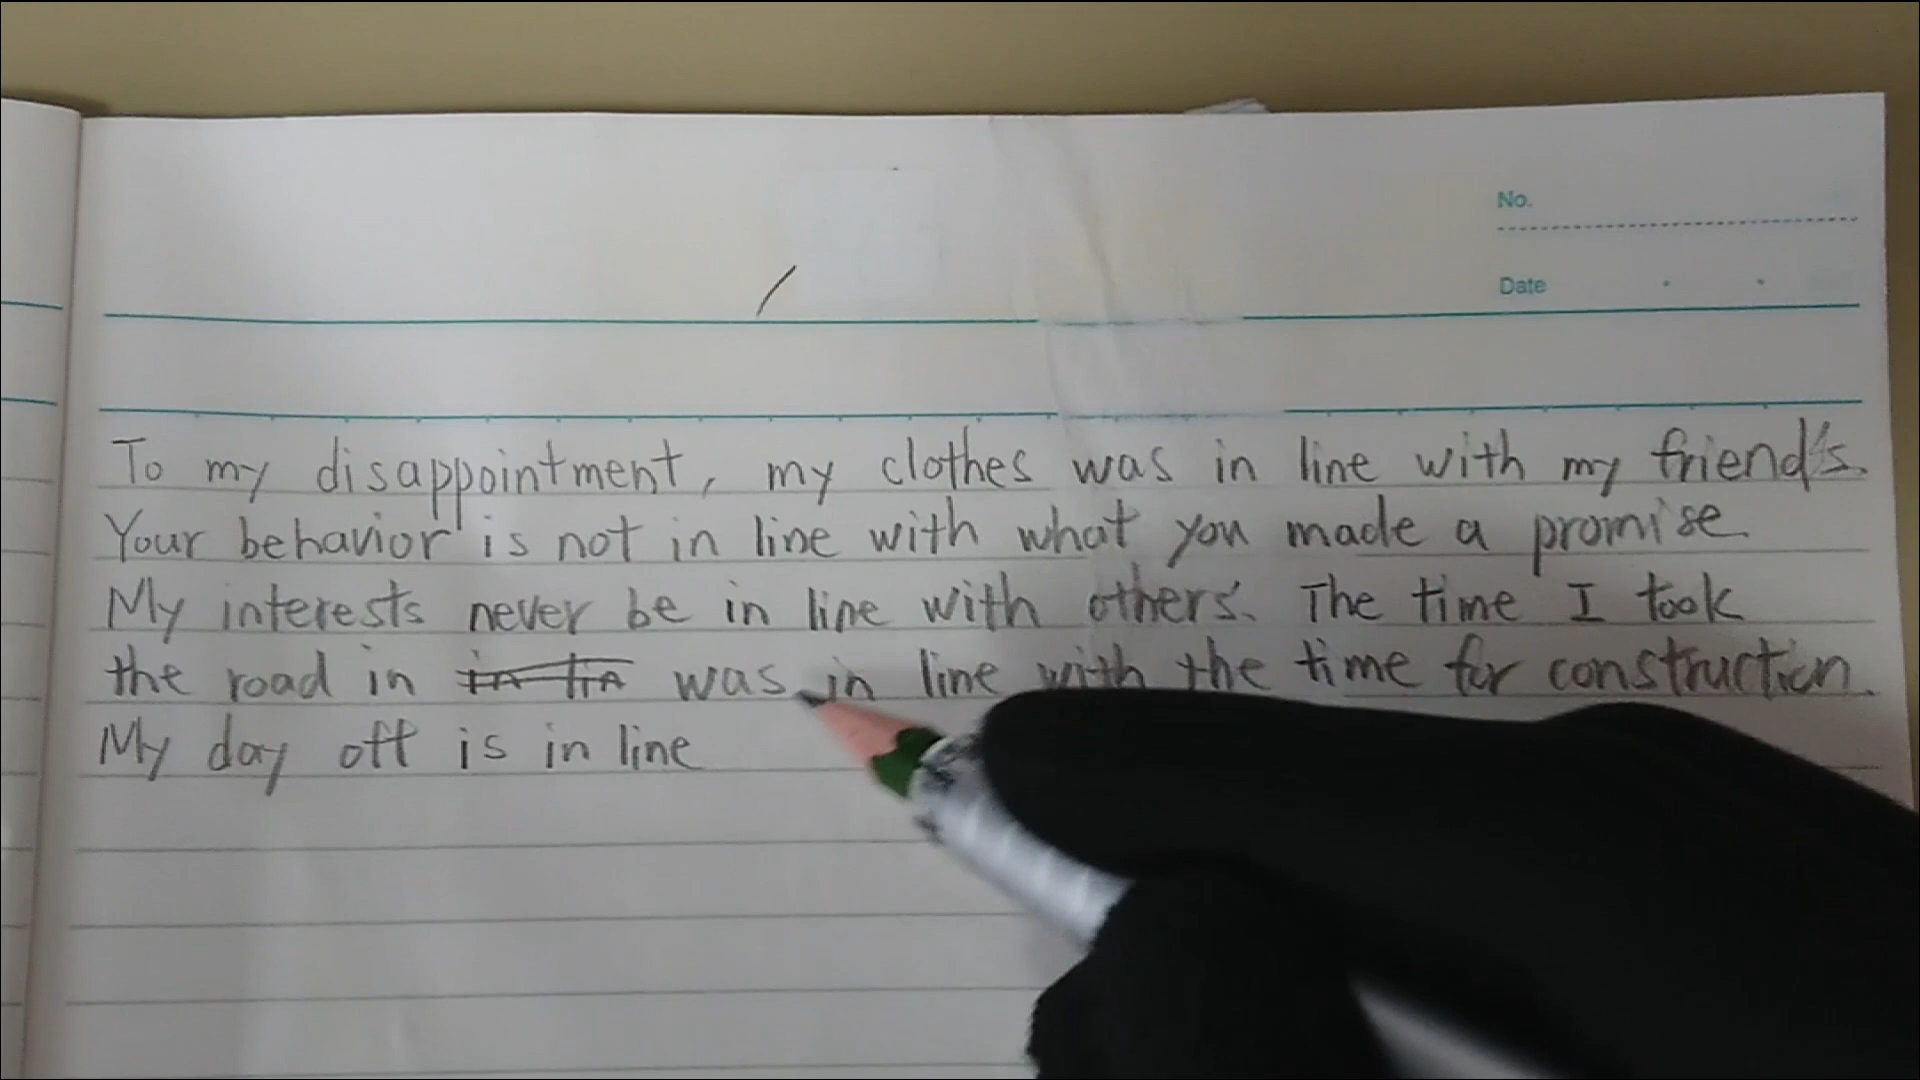 No.
Date
To my disappointment, my clothes was in line with my friend's.
Your behavior is not in line with what you made a promise.
My interests never be in line with others'. The time I took
the road in in lin was in line with the time for construction.
My day off is in line